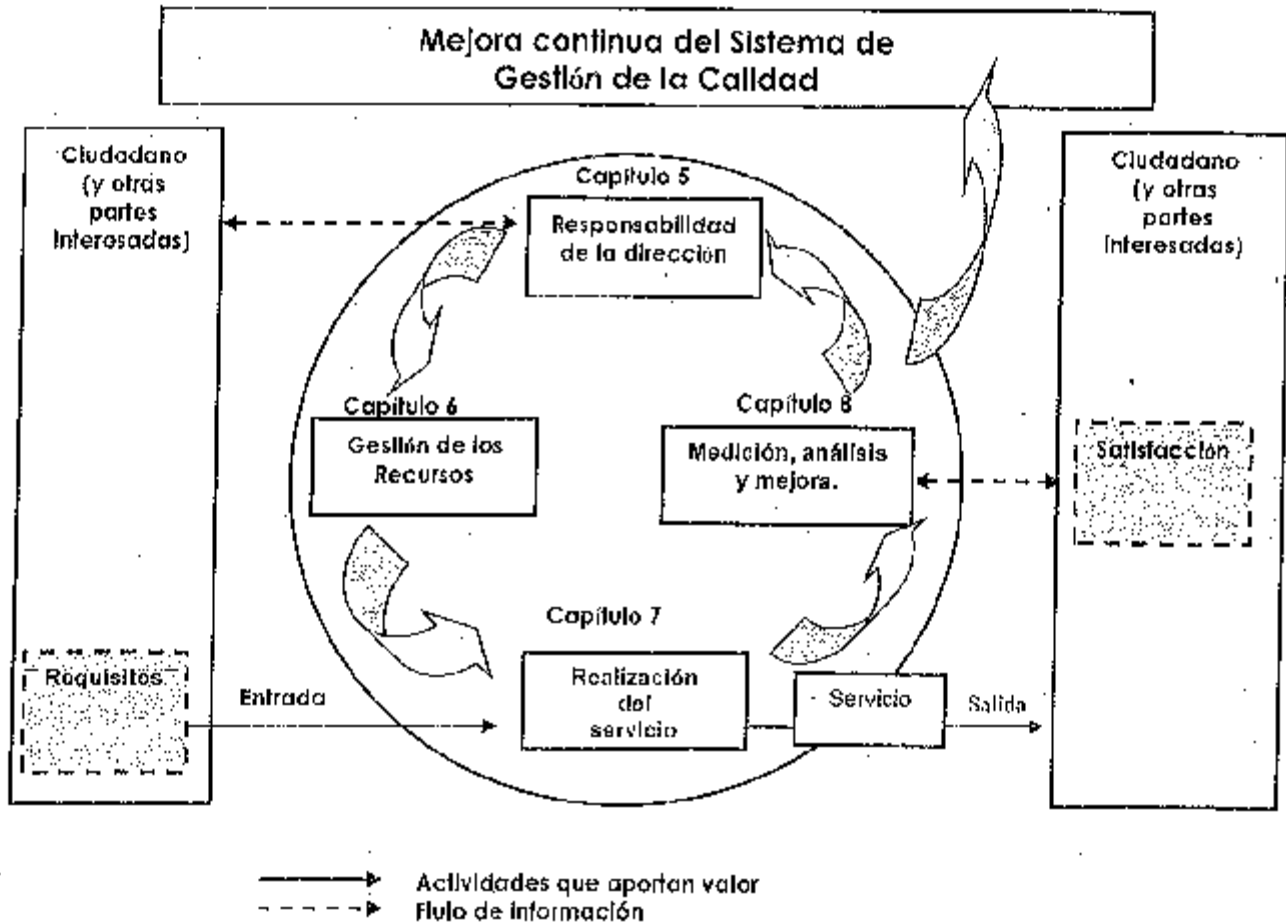 Mejora continua del Sistema de
Gestión de la Calidad
Ciudadano
(y otras
partes
Interesadas)
Requisitos
Entrada
Capítulo 5
Responsabilidad
de la dirección
Capítulo 6
Gestión de los
Recursos
Capítulo 8
Medición, análisis
y mejora.
Capítulo 7
Realización
del
servicio
Servicio
Salida
Ciudadano
(y otras
partes
Interesadas)
Satisfacción
Actividades que aportan valor
Flujo de información